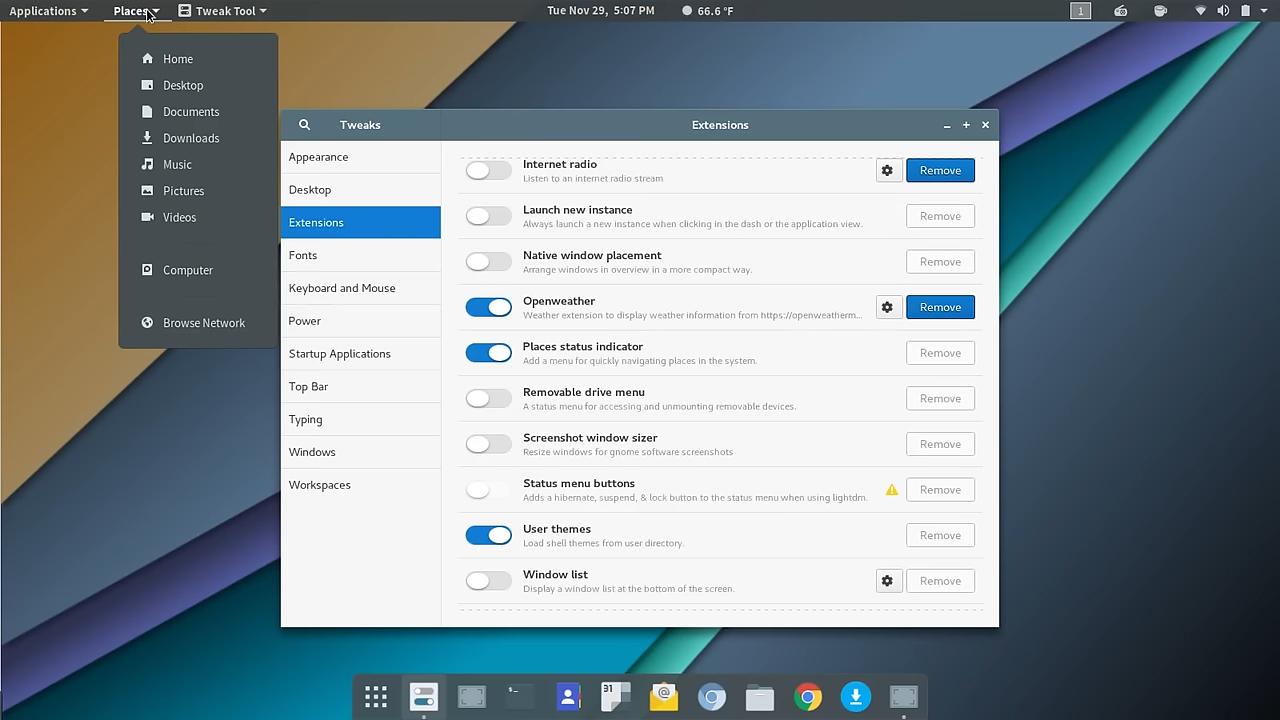 Applications Places Tweak Tool Tue Nov 29, 5:07 PM 66.6 °F 1
Home
Desktop
Documents
Downloads
Music
Pictures
Videos
Computer
Browse Network
Tweaks
Extensions
Appearance
Desktop
Extensions
Fonts
Keyboard and Mouse
Power
Startup Applications
Top Bar
Typing
Windows
Workspaces
Internet radio
Listen to an internet radio stream
Remove
Launch new instance
Always launch a new instance when clicking in the dash or the application view.
Remove
Native window placement
Arrange windows in overview in a more compact way.
Remove
Openweather
Weather extension to display weather information from https://openweatherm...
Remove
Places status indicator
Add a menu for quickly navigating places in the system.
Remove
Removable drive menu
A status menu for accessing and unmounting removable devices.
Remove
Screenshot window sizer
Resize windows for gnome software screenshots
Remove
Status menu buttons
Adds a hibernate, suspend, & lock button to the status menu when using lightdm.
Remove
User themes
Load shell themes from user directory.
Remove
Window list
Display a window list at the bottom of the screen.
Remove
31